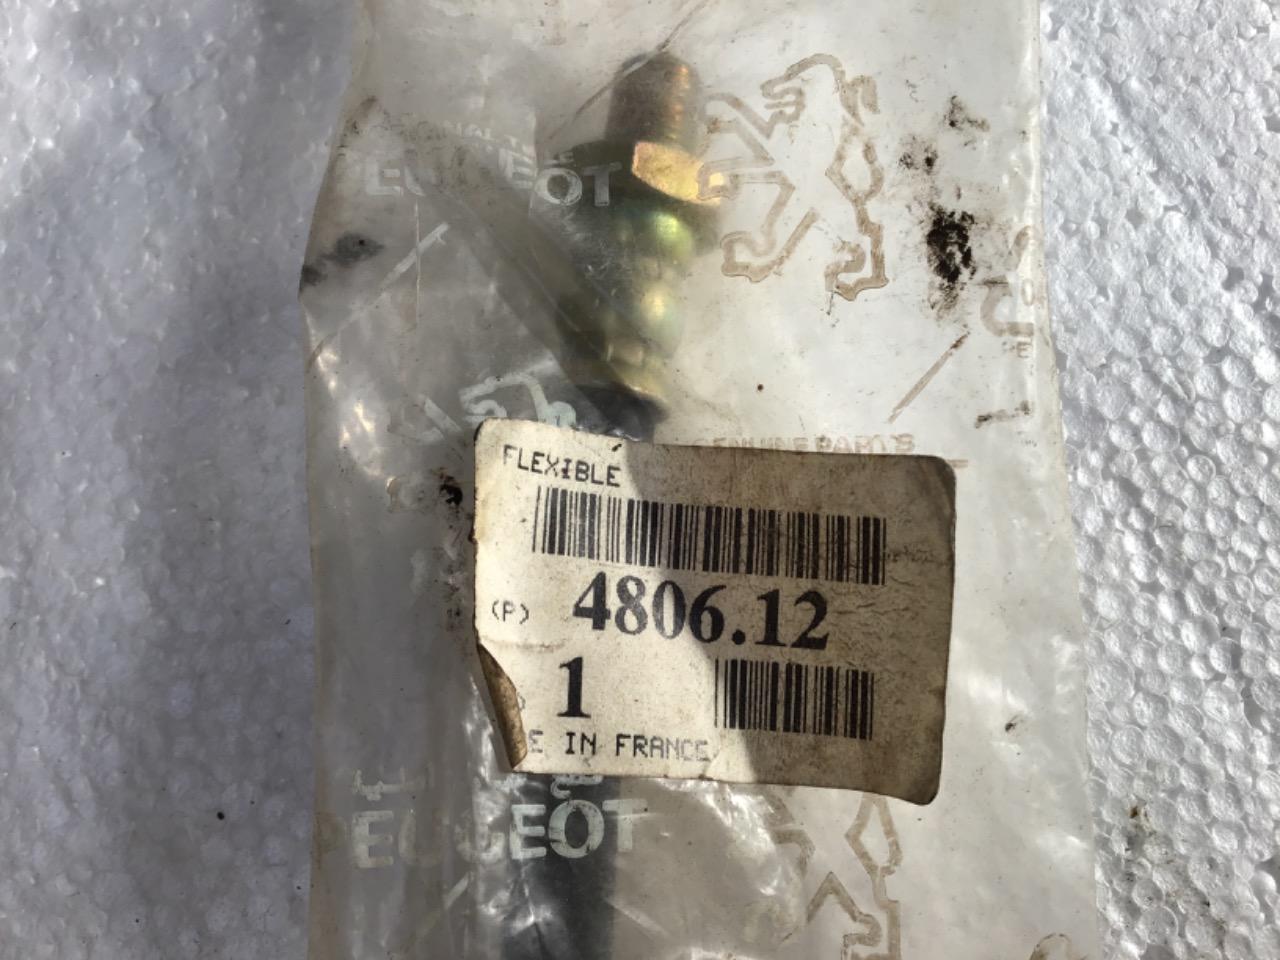 PEUGEOT
GENUINE PARTS
FLEXIBLE
(P) 4806.12
1
E IN FRANCE
PEUGEOT